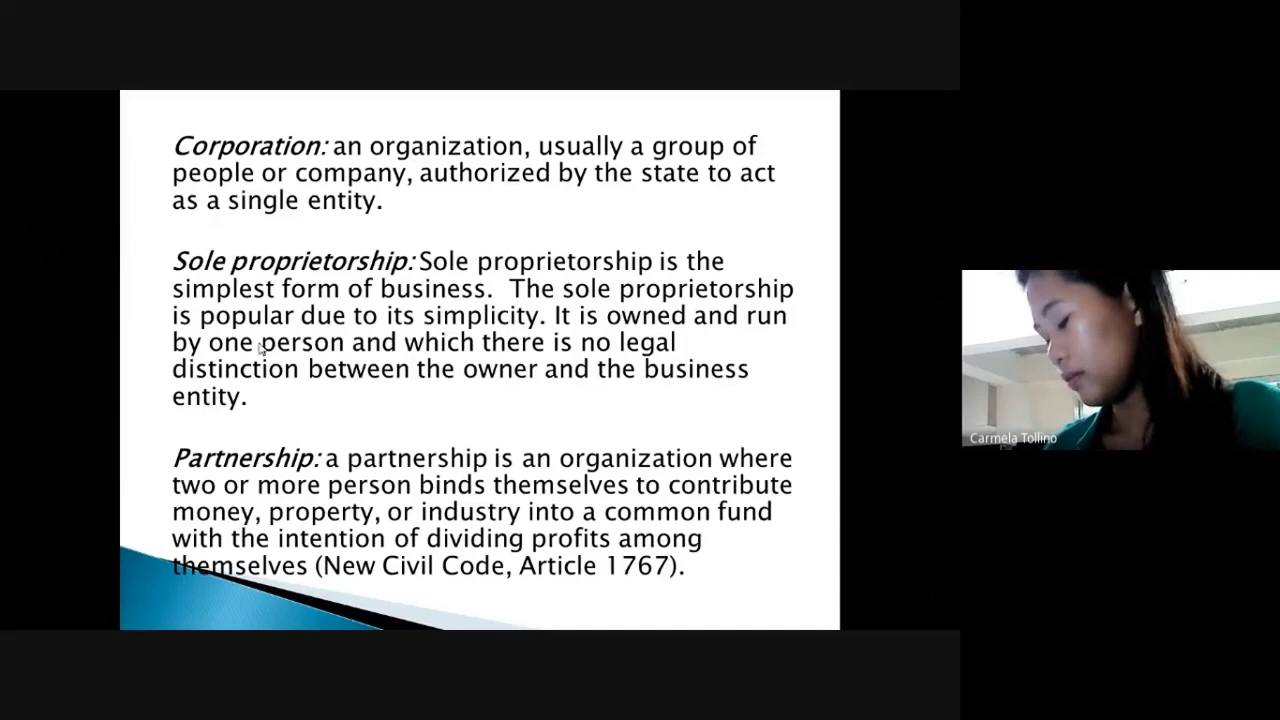 Corporation: an organization, usually a group of
people or company, authorized by the state to act
as a single entity.
Sole proprietorship: Sole proprietorship is the
simplest form of business.  The sole proprietorship
is popular due to its simplicity. It is owned and run
by one person and which there is no legal
distinction between the owner and the business
entity.
Partnership: a partnership is an organization where
two or more person binds themselves to contribute
money, property, or industry into a common fund
with the intention of dividing profits among
themselves (New Civil Code, Article 1767).
Carmela Tollino